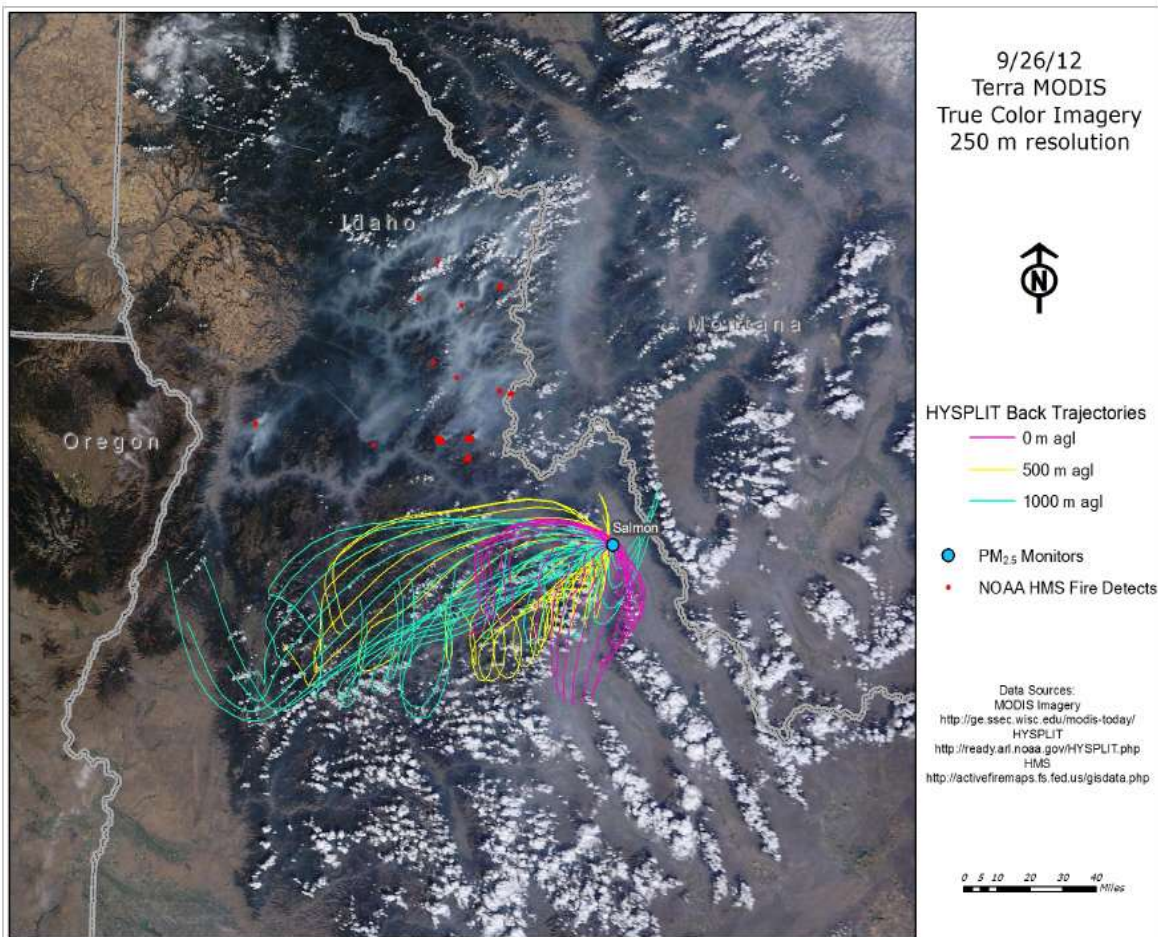 9/26/12
Terra MODIS
True Color Imagery
250 m resolution
N
Idaho
Montana
Oregon
Salmon
HYSPLIT Back Trajectories
0 m agl
500 m agl
1000 m agl
PM2.5 Monitors
NOAA HMS Fire Detects
Data Sources:
MODIS Imagery
http://ge.ssec.wisc.edu/modis-today/
HYSPLIT
http://ready.arl.noaa.gov/HYSPLIT.php
HMS
http://activefiremaps.fs.fed.us/gisdata.php
0 5 10 20 30 40
Miles